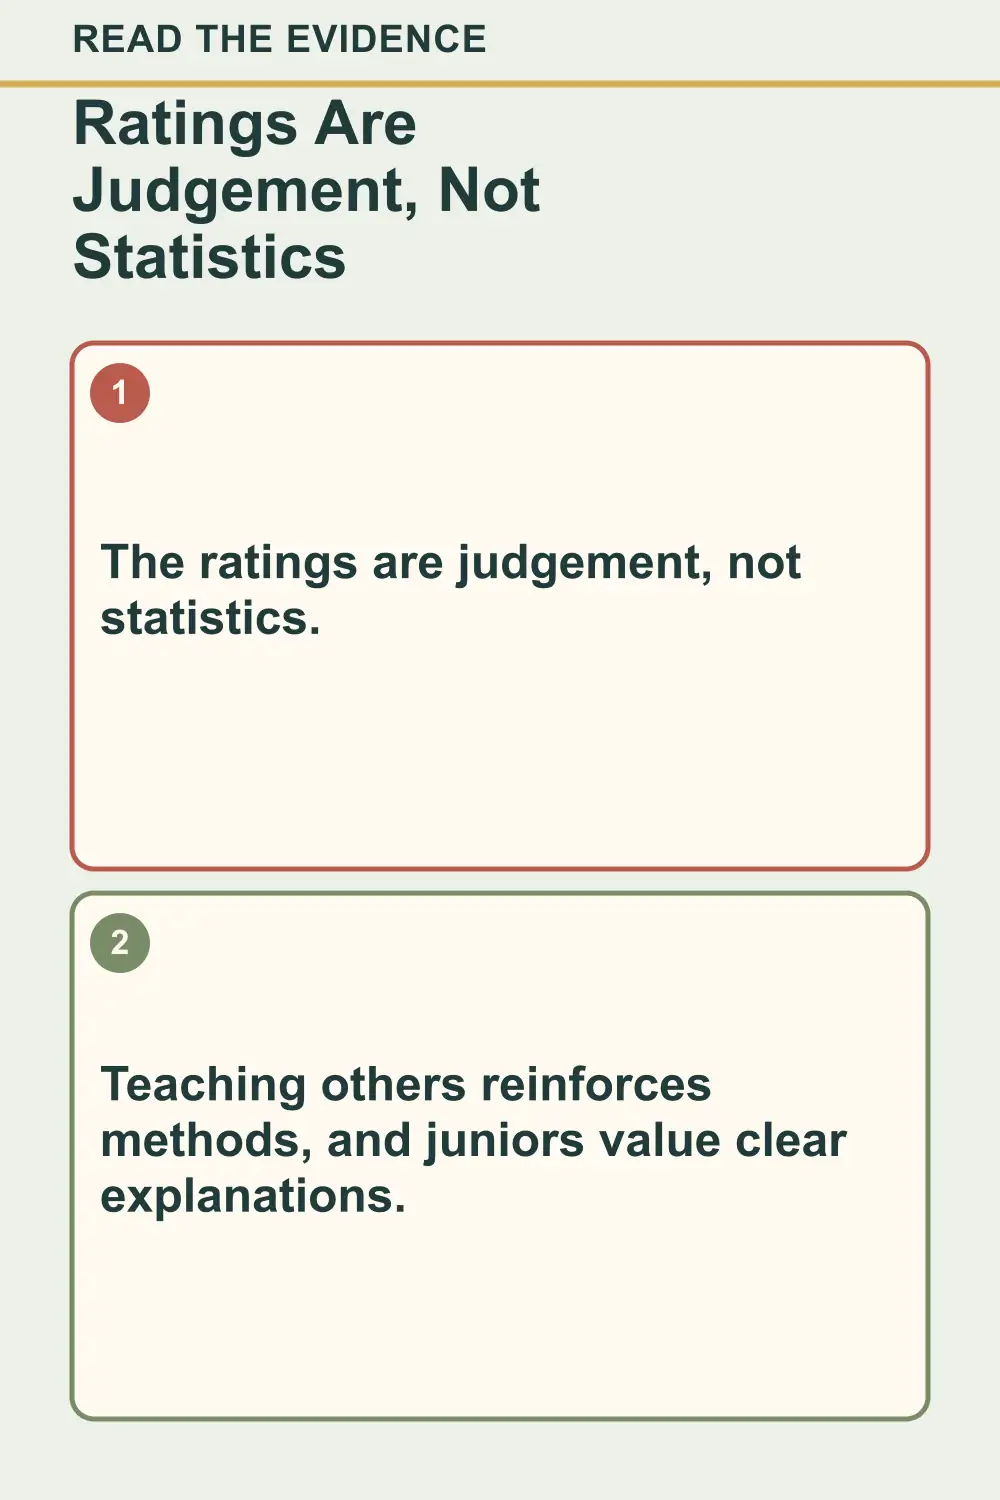 READ THE EVIDENCE
Ratings Are
Judgement, Not
Statistics
1
The ratings are judgement, not
statistics.
2
Teaching others reinforces
methods, and juniors value clear
explanations.